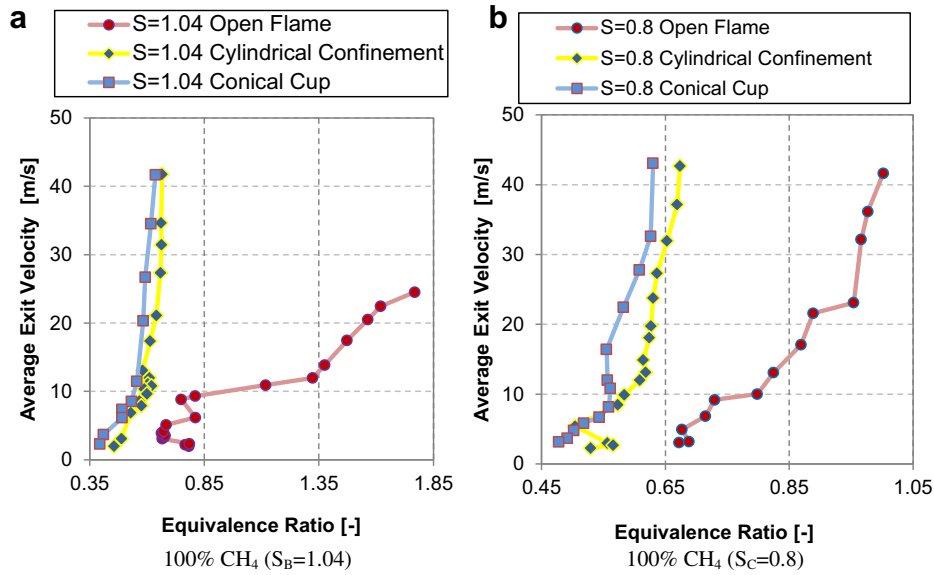 a
S=1.04 Open Flame
S=1.04 Cylindrical Confinement
S=1.04 Conical Cup
Average Exit Velocity [m/s]
50
40
30
20
10
0
0.35 0.85 1.35 1.85
Equivalence Ratio [-]
100% CH₄ (S_B=1.04)
b
S=0.8 Open Flame
S=0.8 Cylindrical Confinement
S=0.8 Conical Cup
Average Exit Velocity [m/s]
50
40
30
20
10
0
0.45 0.65 0.85 1.05
Equivalence Ratio [-]
100% CH₄ (S_C=0.8)